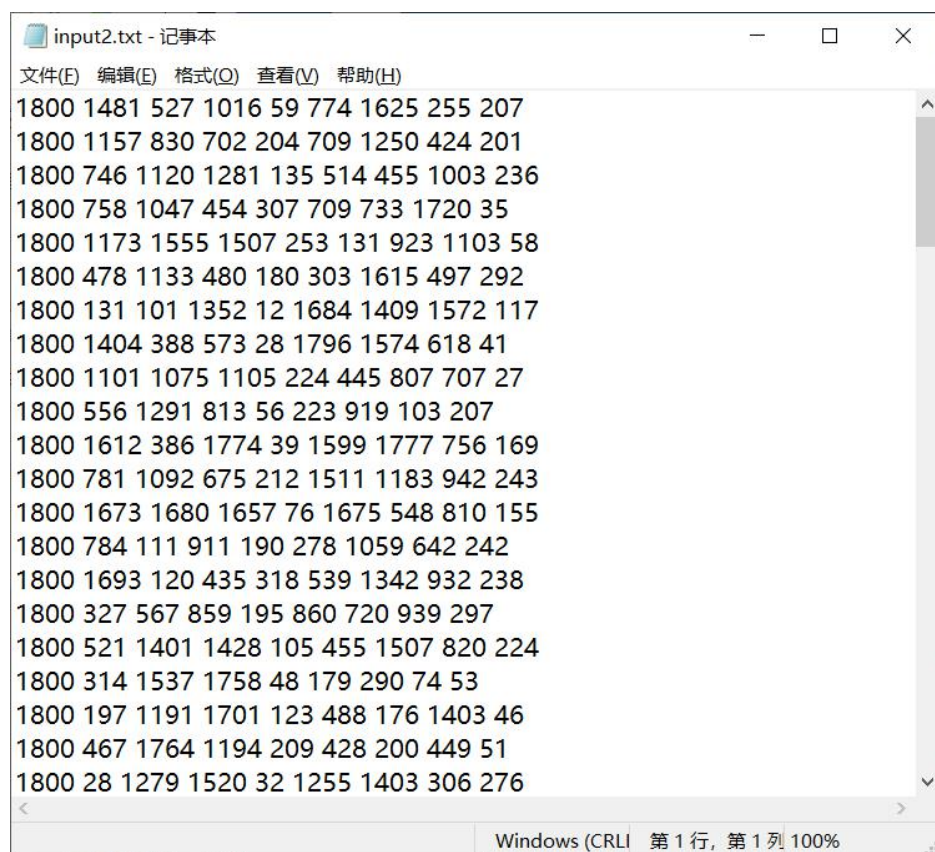 input2.txt - 记事本
文件(F) 编辑(E) 格式(O) 查看(V) 帮助(H)
1800 1481 527 1016 59 774 1625 255 207
1800 1157 830 702 204 709 1250 424 201
1800 746 1120 1281 135 514 455 1003 236
1800 758 1047 454 307 709 733 1720 35
1800 1173 1555 1507 253 131 923 1103 58
1800 478 1133 480 180 303 1615 497 292
1800 131 101 1352 12 1684 1409 1572 117
1800 1404 388 573 28 1796 1574 618 41
1800 1101 1075 1105 224 445 807 707 27
1800 556 1291 813 56 223 919 103 207
1800 1612 386 1774 39 1599 1777 756 169
1800 781 1092 675 212 1511 1183 942 243
1800 1673 1680 1657 76 1675 548 810 155
1800 784 111 911 190 278 1059 642 242
1800 1693 120 435 318 539 1342 932 238
1800 327 567 859 195 860 720 939 297
1800 521 1401 1428 105 455 1507 820 224
1800 314 1537 1758 48 179 290 74 53
1800 197 1191 1701 123 488 176 1403 46
1800 467 1764 1194 209 428 200 449 51
1800 28 1279 1520 32 1255 1403 306 276
Windows (CRLI 第 1 行，第 1 列 100%